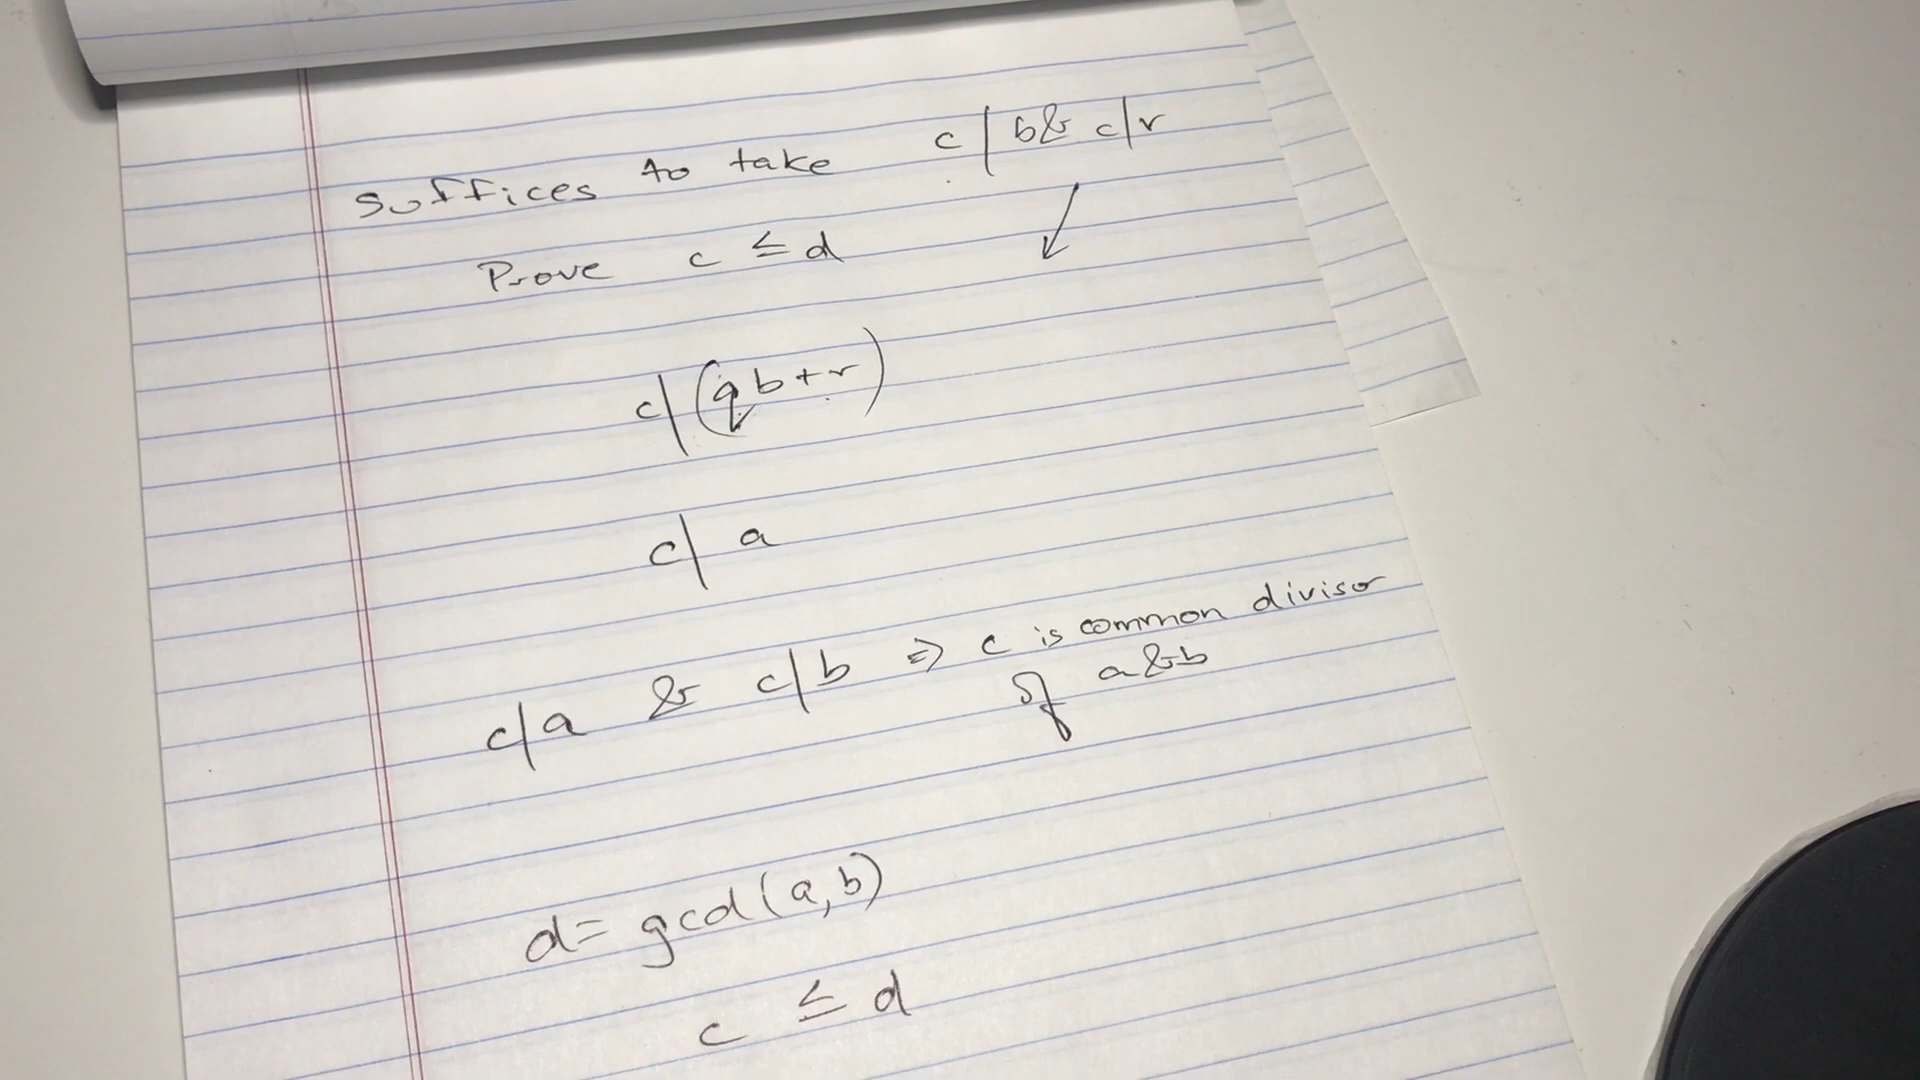 Suffices to take c | b & c/r
Prove c ≤ d
c| (qb+r)
c| a
c/a & c/b ⇒ c is common divisor
of a & b
d= gcd(a,b)
c ≤ d